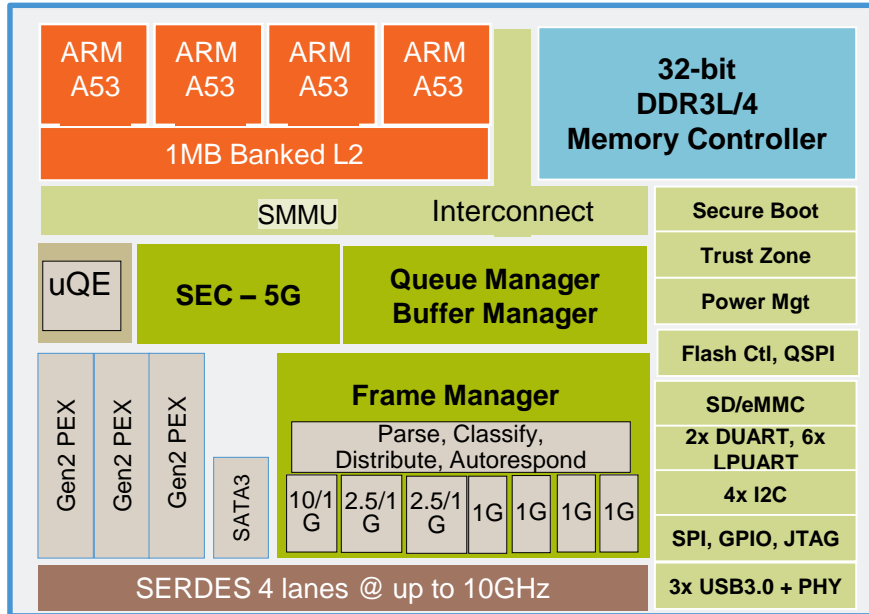 ARM
A53
ARM
A53
ARM
A53
ARM
A53
1MB Banked L2
32-bit
DDR3L/4
Memory Controller
SMMU
Interconnect
Secure Boot
Trust Zone
Power Mgt
Flash Ctl, QSPI
SD/eMMC
2x DUART, 6x
LPUART
4x I2C
SPI, GPIO, JTAG
3x USB3.0 + PHY
uQE
SEC – 5G
Queue Manager
Buffer Manager
Gen2 PEX
Gen2 PEX
Gen2 PEX
SATA3
Frame Manager
Parse, Classify,
Distribute, Autorespond
10/1
G
2.5/1
G
2.5/1
G
1G
1G
1G
1G
SERDES 4 lanes @ up to 10GHz